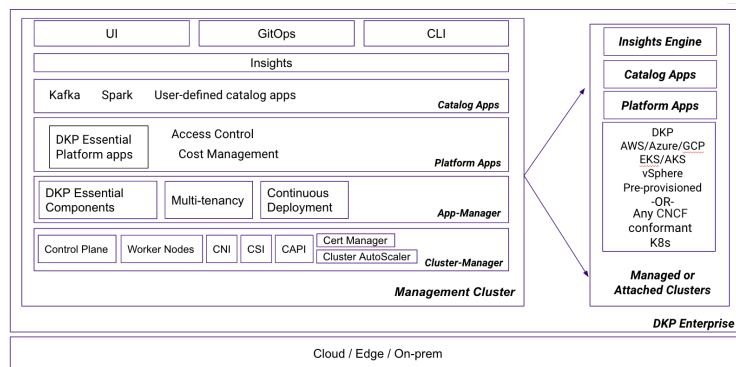 UI
GitOps
CLI
Insights
Kafka Spark User-defined catalog apps
Catalog Apps
DKP Essential
Platform apps
Access Control
Cost Management
Platform Apps
DKP Essential
Components
Multi-tenancy
Continuous
Deployment
App-Manager
Control Plane
Worker Nodes
CNI
CSI
CAPI
Cert Manager
Cluster AutoScaler
Cluster-Manager
Management Cluster
Insights Engine
Catalog Apps
Platform Apps
DKP
AWS/Azure/GCP
EKS/AKS
vSphere
Pre-provisioned
-OR-
Any CNCF
conformant
K8s
Managed or
Attached Clusters
DKP Enterprise
Cloud / Edge / On-prem